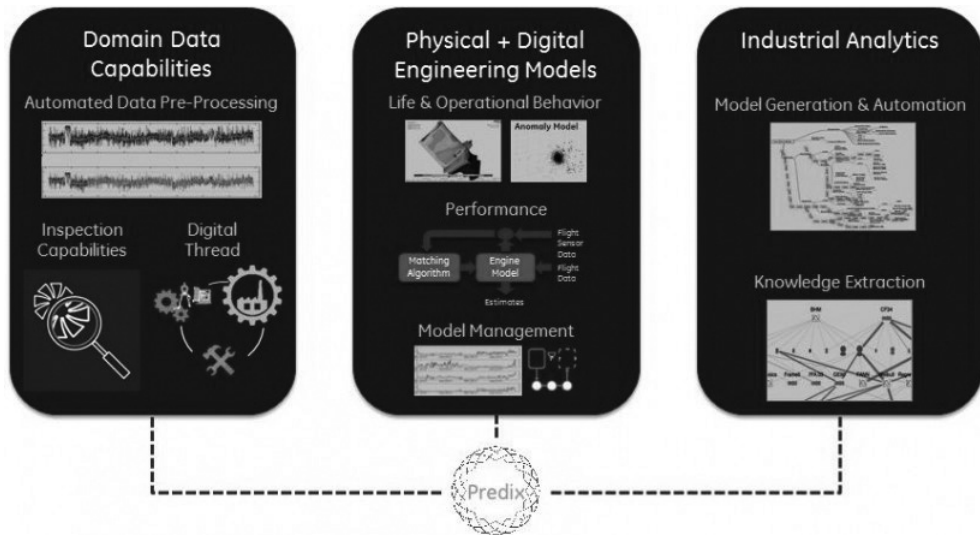 Domain Data
Capabilities
Automated Data Pre-Processing
Inspection
Capabilities
Digital
Thread
Physical + Digital
Engineering Models
Life & Operational Behavior
Anomaly Model
Performance
Flight
Sensor
Data
Matching
Algorithm
Engine
Model
Flight
Data
Estimates
Model Management
Industrial Analytics
Model Generation & Automation
Knowledge Extraction
Predix